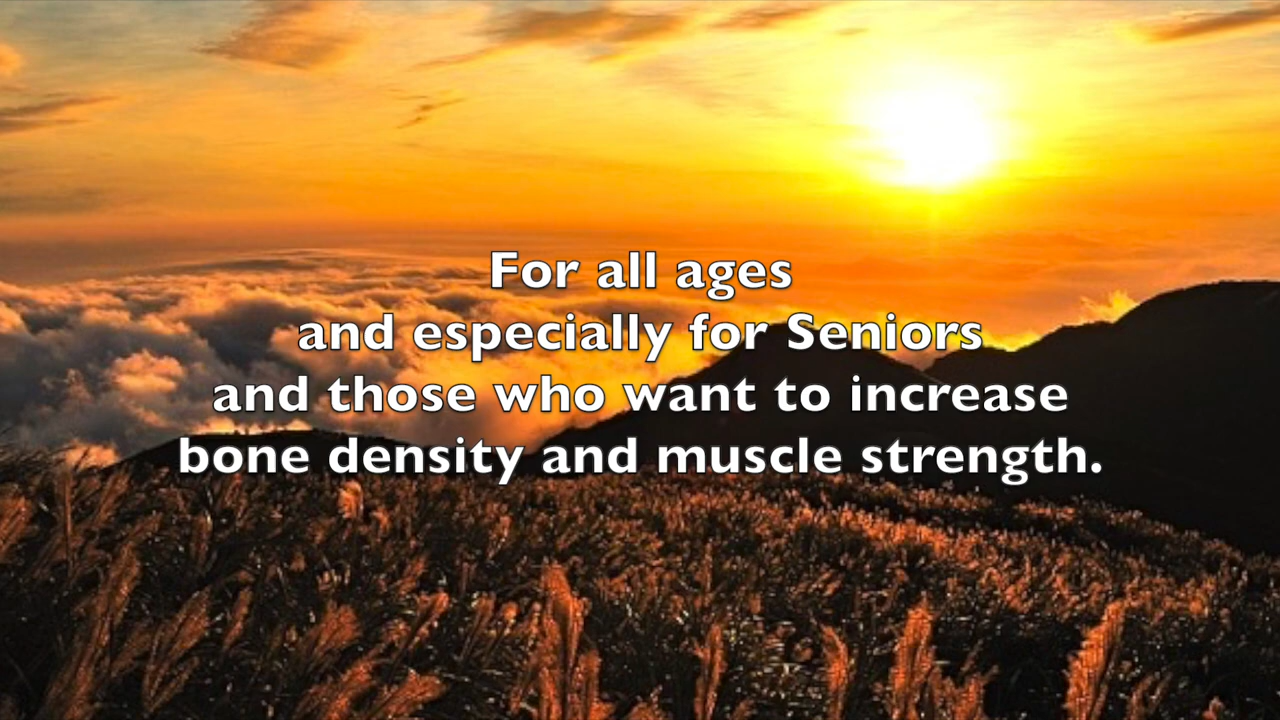 For all ages
and especially for Seniors
and those who want to increase
bone density and muscle strength.